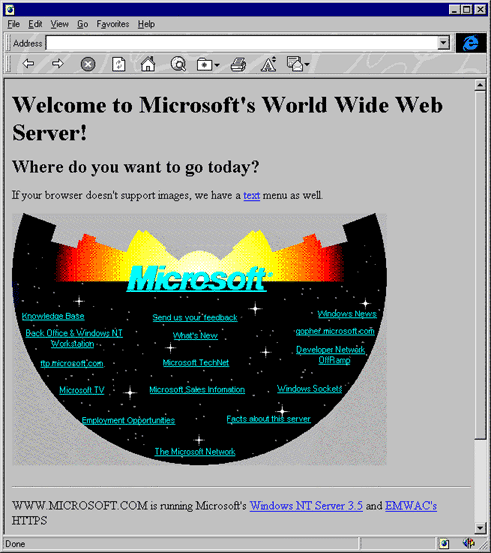 File Edit View Go Favorites Help
Address
Welcome to Microsoft's World Wide Web
Server!
Where do you want to go today?
If your browser doesn't support images, we have a text menu as well.
Microsoft
Knowledge Base
Send us your feedback
Windows News
Back Office & Windows NT
Workstation
What's New
gopher.microsoft.com
Developer Network
OffRamp
ftp.microsoft.com
Microsoft TechNet
Microsoft TV
Microsoft Sales Infomation
Windows Sockets
Employment Opportunities
Facts about this server
The Microsoft Network
WWW.MICROSOFT.COM is running Microsoft's Windows NT Server 3.5 and EMWAC's
HTTPS
Done